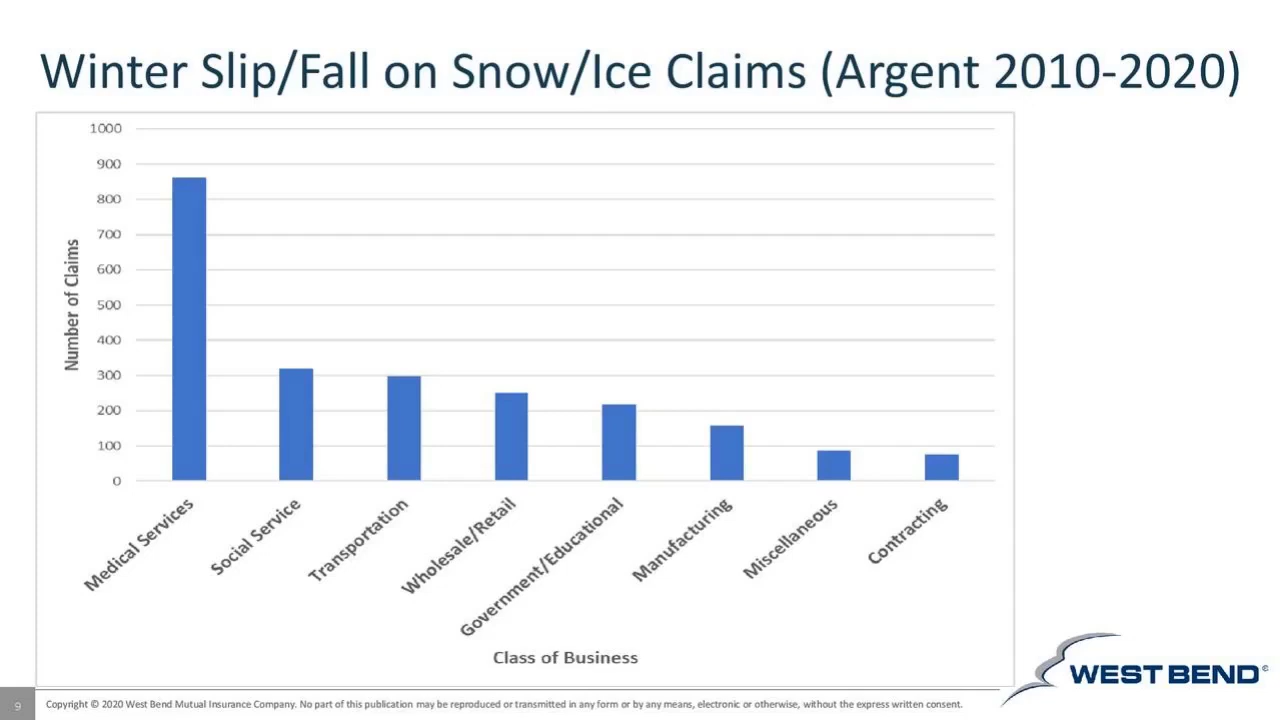 Winter Slip/Fall on Snow/Ice Claims (Argent 2010-2020)
1000
900
800
700
600
500
400
300
200
100
0
Number of Claims
Medical Services
Social Service
Transportation
Wholesale/Retail
Government/Educational
Manufacturing
Miscellaneous
Contracting
Class of Business
WEST BEND®
9
Copyright © 2020 West Bend Mutual Insurance Company. No part of this publication may be reproduced or transmitted in any form or by any means, electronic or otherwise, without the express written consent.